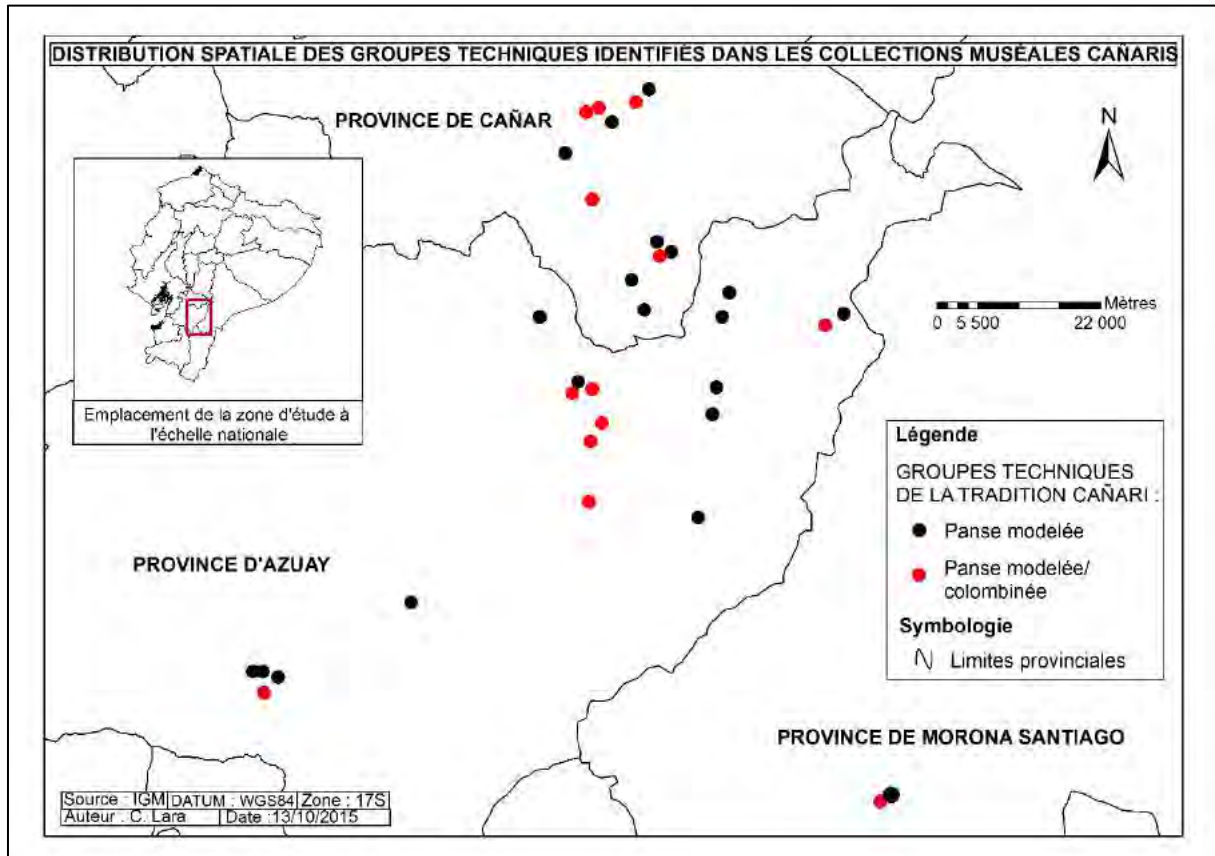 DISTRIBUTION SPATIALE DES GROUPES TECHNIQUES IDENTIFIÉS DANS LES COLLECTIONS MUSÉALES CAÑARIS
PROVINCE DE CAÑAR
N
Mètres
0 5 500 22 000
Emplacement de la zone d'étude à
l'échelle nationale
Légende
GROUPES TECHNIQUES
DE LA TRADITION CAÑARI :
Panse modelée
Panse modelée/
colombinée
Symbologie
Limites provinciales
PROVINCE D'AZUAY
PROVINCE DE MORONA SANTIAGO
Source : IGM DATUM : WGS84 Zone : 17S
Auteur : C. Lara Date :13/10/2015